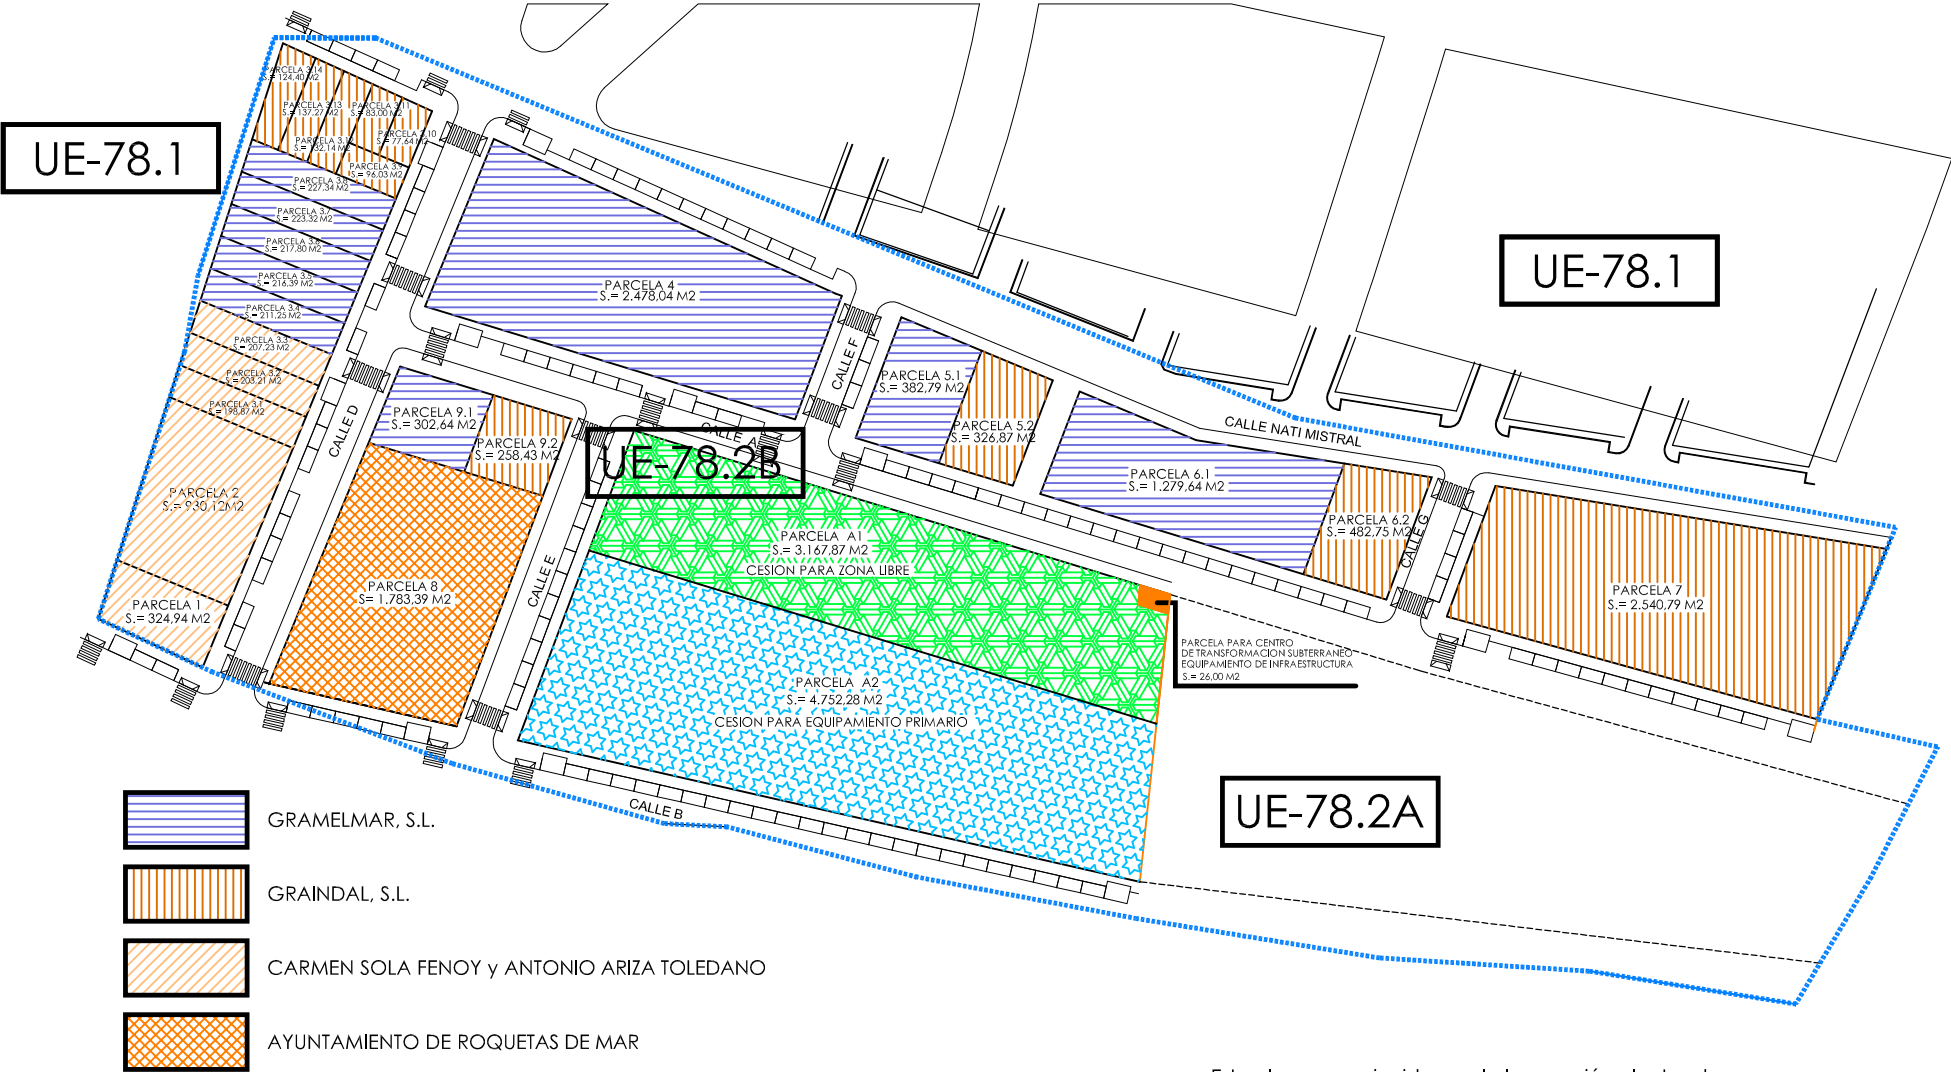 UE-78.1
PARCELA 3.14
S.= 124,40 M2
PARCELA 3.13
S.= 137,27 M2
PARCELA 3.11
S.= 83,00 M2
S.= 132,14 M2
PARCELA 3.10
S.= 77,64 M2
PARCELA 3.9
S.= 96,03 M2
PARCELA 3.8
S.= 227,34 M2
PARCELA 3.7
S.= 223,32 M2
PARCELA 3.6
S.= 217,80 M2
PARCELA 3.5
S.= 216,39 M2
PARCELA 3.4
S.= 211,25 M2
PARCELA 3.3
S.= 207,23 M2
PARCELA 3.2
S.= 203,21 M2
PARCELA 3.1
S.= 198,87 M2
PARCELA 2
S.= 930,12M2
PARCELA 1
S.= 324,94 M2
PARCELA 4
S.= 2.478,04 M2
UE-78.1
CALLE D
CALLE F
PARCELA 5.1
S.= 382,79 M2
PARCELA 5.2
S.= 326,87 M2
PARCELA 9.1
S.= 302,64 M2
PARCELA 9.2
S.= 258,43 M2
CALLE A
UE-78.2B
CALLE NATI MISTRAL
PARCELA 6.1
S.= 1.279,64 M2
PARCELA 6.2
S.= 482,75 M2
CALLE G
PARCELA 7
S.= 2.540,79 M2
PARCELA 8
S= 1.783,39 M2
CALLE E
PARCELA A1
S.= 3.167,87 M2
CESION PARA ZONA LIBRE
PARCELA PARA CENTRO
DE TRANSFORMACION SUBTERRANEO
EQUIPAMIENTO DE INFRAESTRUCTURA
S.= 26,00 M2
PARCELA A2
S.= 4.752,28 M2
CESION PARA EQUIPAMIENTO PRIMARIO
CALLE B
UE-78.2A
GRAMELMAR, S.L.
GRAINDAL, S.L.
CARMEN SOLA FENOY y ANTONIO ARIZA TOLEDANO
AYUNTAMIENTO DE ROQUETAS DE MAR